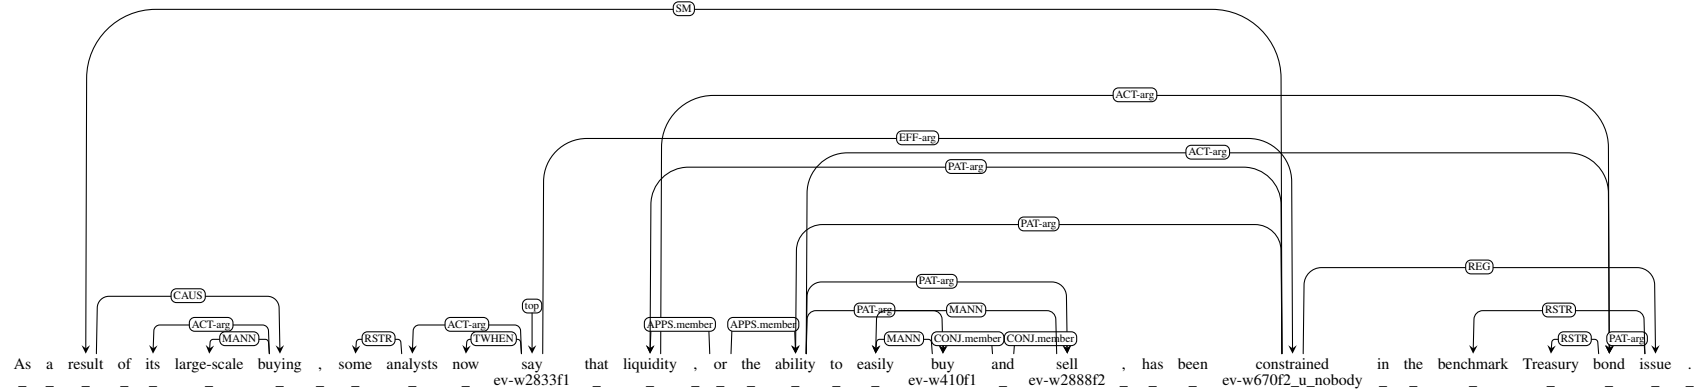 SM
ACT-arg
EFF-arg
ACT-arg
PAT-arg
PAT-arg
REG
PAT-arg
CAUS
top
PAT-arg MANN RSTR
ACT-arg ACT-arg APPS.member APPS.member
MANN RSTR TWHEN MANN CONJ.member CONJ.member RSTR PAT-arg
As a result of its large-scale buying , some analysts now say that liquidity , or the ability to easily buy and sell , has been constrained in the benchmark Treasury bond issue .
_ _ _ _ _ _ _ _ _ _ _ ev-w2833f1 _ _ _ _ _ _ _ _ ev-w410f1 _ ev-w2888f2 _ _ _ ev-w670f2_u_nobody _ _ _ _ _ _ _